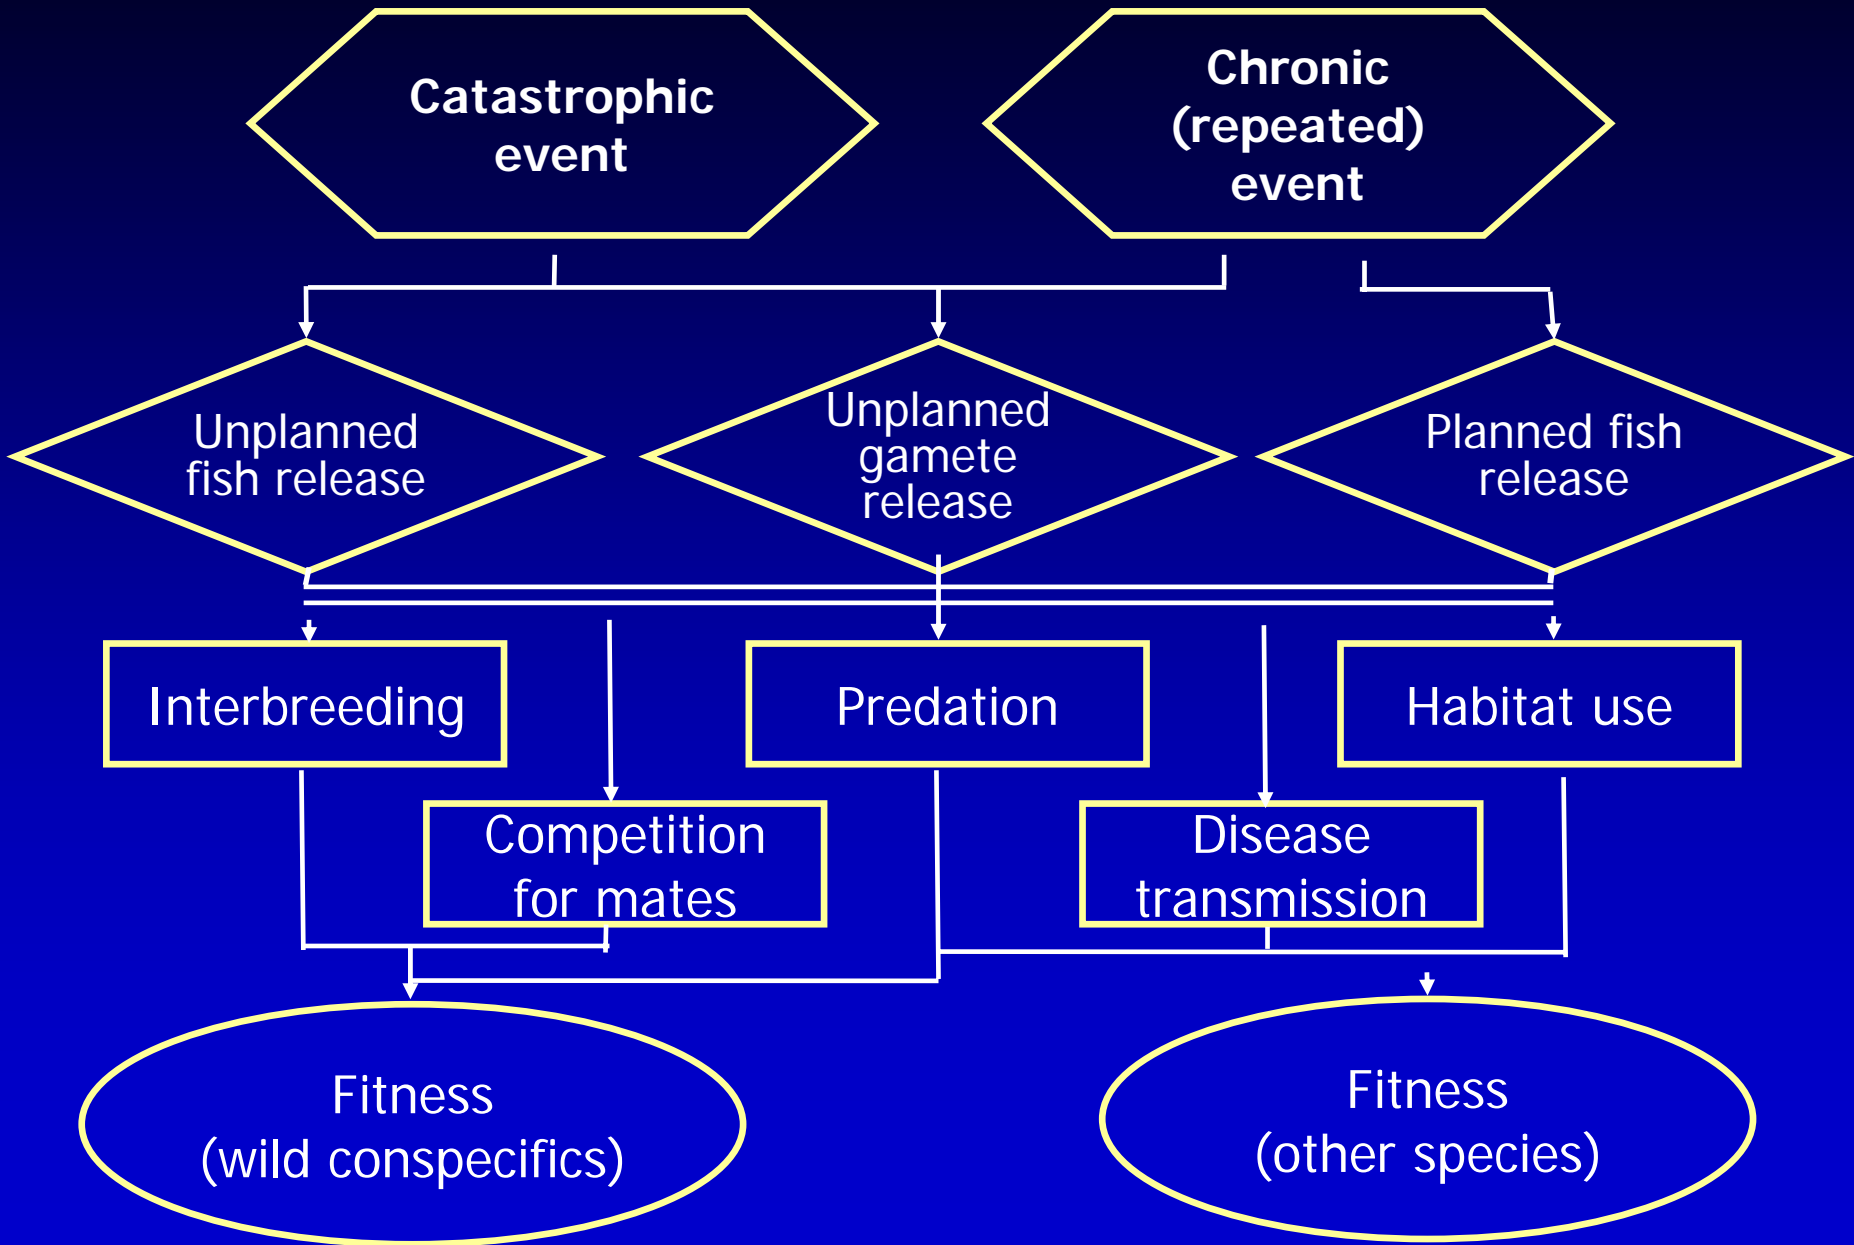 Catastrophic
event
Chronic
(repeated)
event
Unplanned
fish release
Unplanned
gamete
release
Planned fish
release
Interbreeding
Predation
Habitat use
Competition
for mates
Disease
transmission
Fitness
(wild conspecifics)
Fitness
(other species)